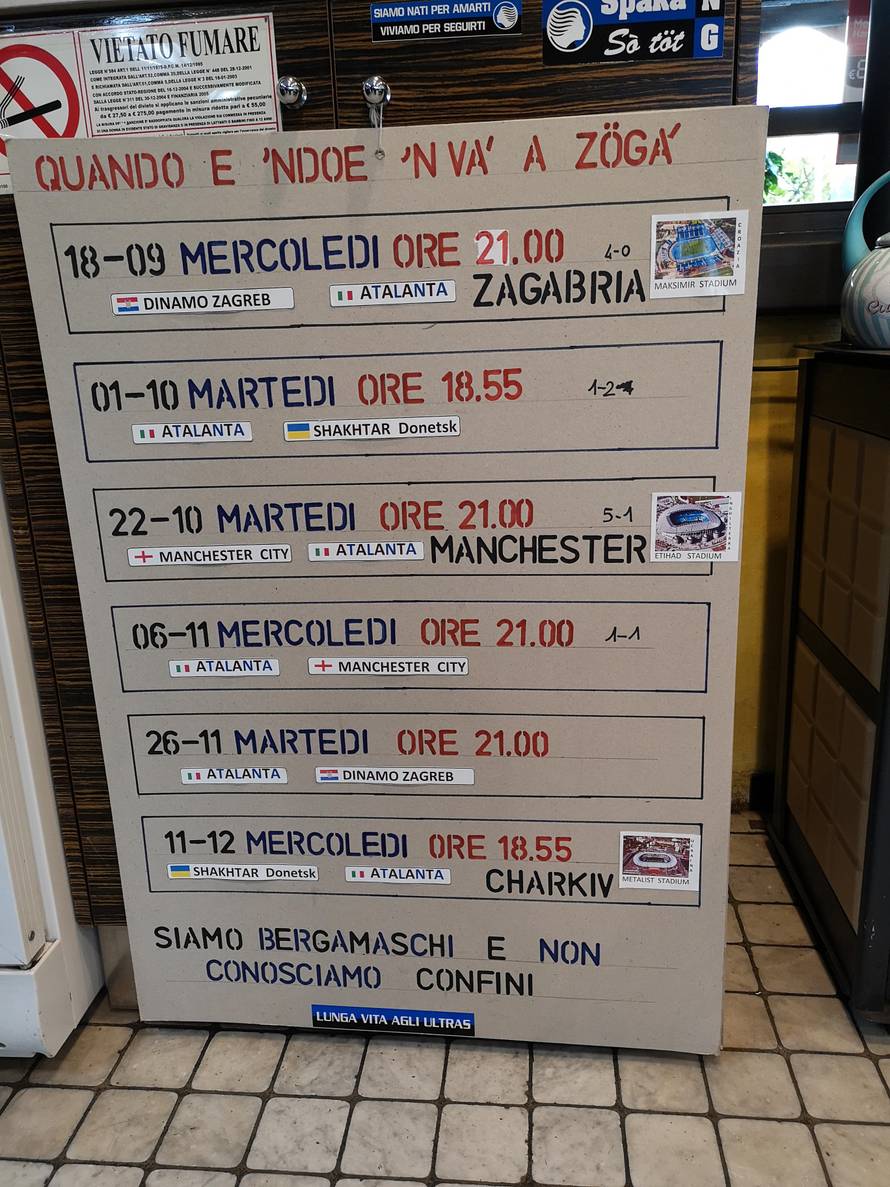 SIAMO NATI PER AMARTI
VIVIAMO PER SEGUIRTI
Spaka N
Sò töt G
VIETATO FUMARE
QUANDO E 'NDOE 'N VA' A ZÖGA'
18-09 MERCOLEDI ORE 21.00 4-0
DINAMO ZAGREB ATALANTA ZAGABRIA
CROAZIA
MAKSIMIR STADIUM
01-10 MARTEDI ORE 18.55 1-2
ATALANTA SHAKHTAR Donetsk
22-10 MARTEDI ORE 21.00 5-1
MANCHESTER CITY ATALANTA MANCHESTER
ETIHAD STADIUM
06-11 MERCOLEDI ORE 21.00 1-1
ATALANTA MANCHESTER CITY
26-11 MARTEDI ORE 21.00
ATALANTA DINAMO ZAGREB
11-12 MERCOLEDI ORE 18.55
SHAKHTAR Donetsk ATALANTA CHARKIV
METALIST STADIUM
SIAMO BERGAMASCHI E NON
CONOSCIAMO CONFINI
LUNGA VITA AGLI ULTRAS